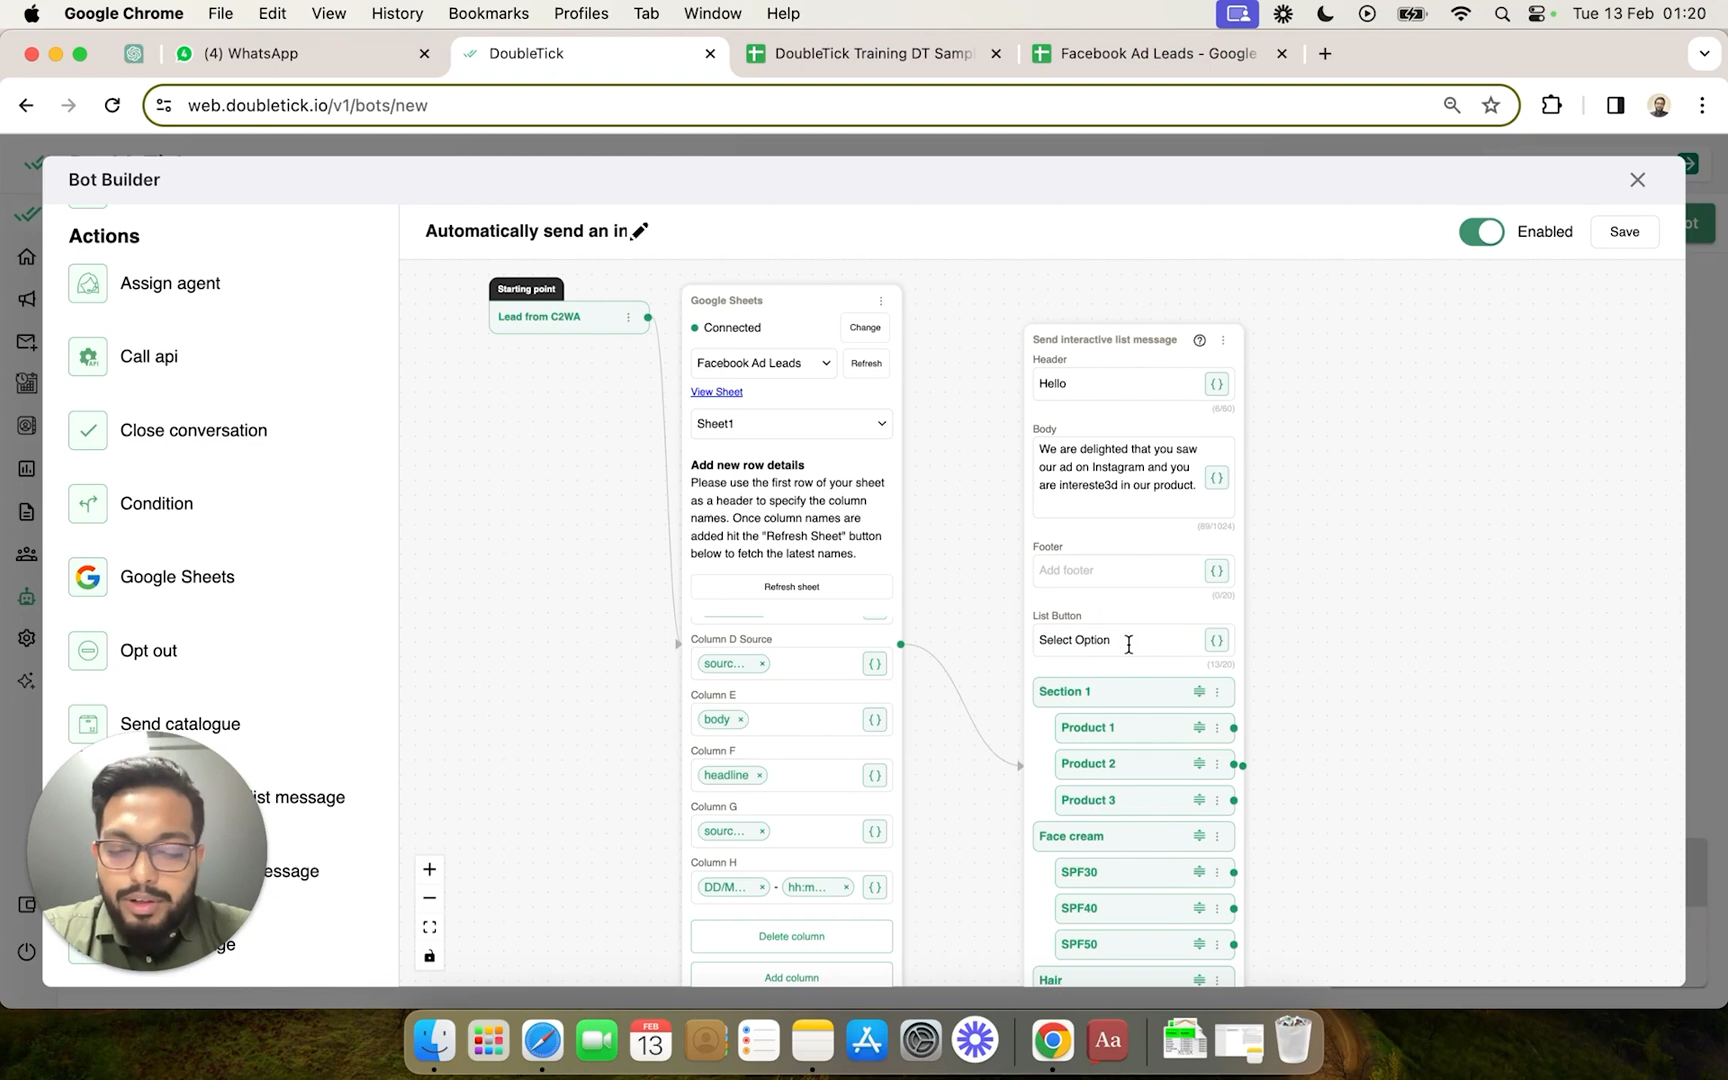 Google Chrome File Edit View History Bookmarks Profiles Tab Window Help Tue 13 Feb 01:20
(4) WhatsApp
DoubleTick
DoubleTick Training DT Samp
Facebook Ad Leads - Google
web.doubletick.io/v1/bots/new
Bot Builder
Actions
Assign agent
Call api
Close conversation
Condition
Google Sheets
Opt out
Send catalogue
ist message
essage
ge
Automatically send an in
Enabled
Save
Starting point
Lead from C2WA
Google Sheets
Connected
Change
Facebook Ad Leads
Refresh
View Sheet
Sheet1
Add new row details
Please use the first row of your sheet
as a header to specify the column
names. Once column names are
added hit the "Refresh Sheet" button
below to fetch the latest names.
Refresh sheet
Column D Source
sourc... ×
Column E
body ×
Column F
headline ×
Column G
sourc... ×
Column H
DD/M... × - hh:m... ×
Delete column
Add column
Send interactive list message
Header
Hello
(6/60)
Body
We are delighted that you saw
our ad on Instagram and you
are intereste3d in our product.
(89/1024)
Footer
Add footer
(0/20)
List Button
Select Option
(13/20)
Section 1
Product 1
Product 2
Product 3
Face cream
SPF30
SPF40
SPF50
Hair
ot
FEB
13
Aa